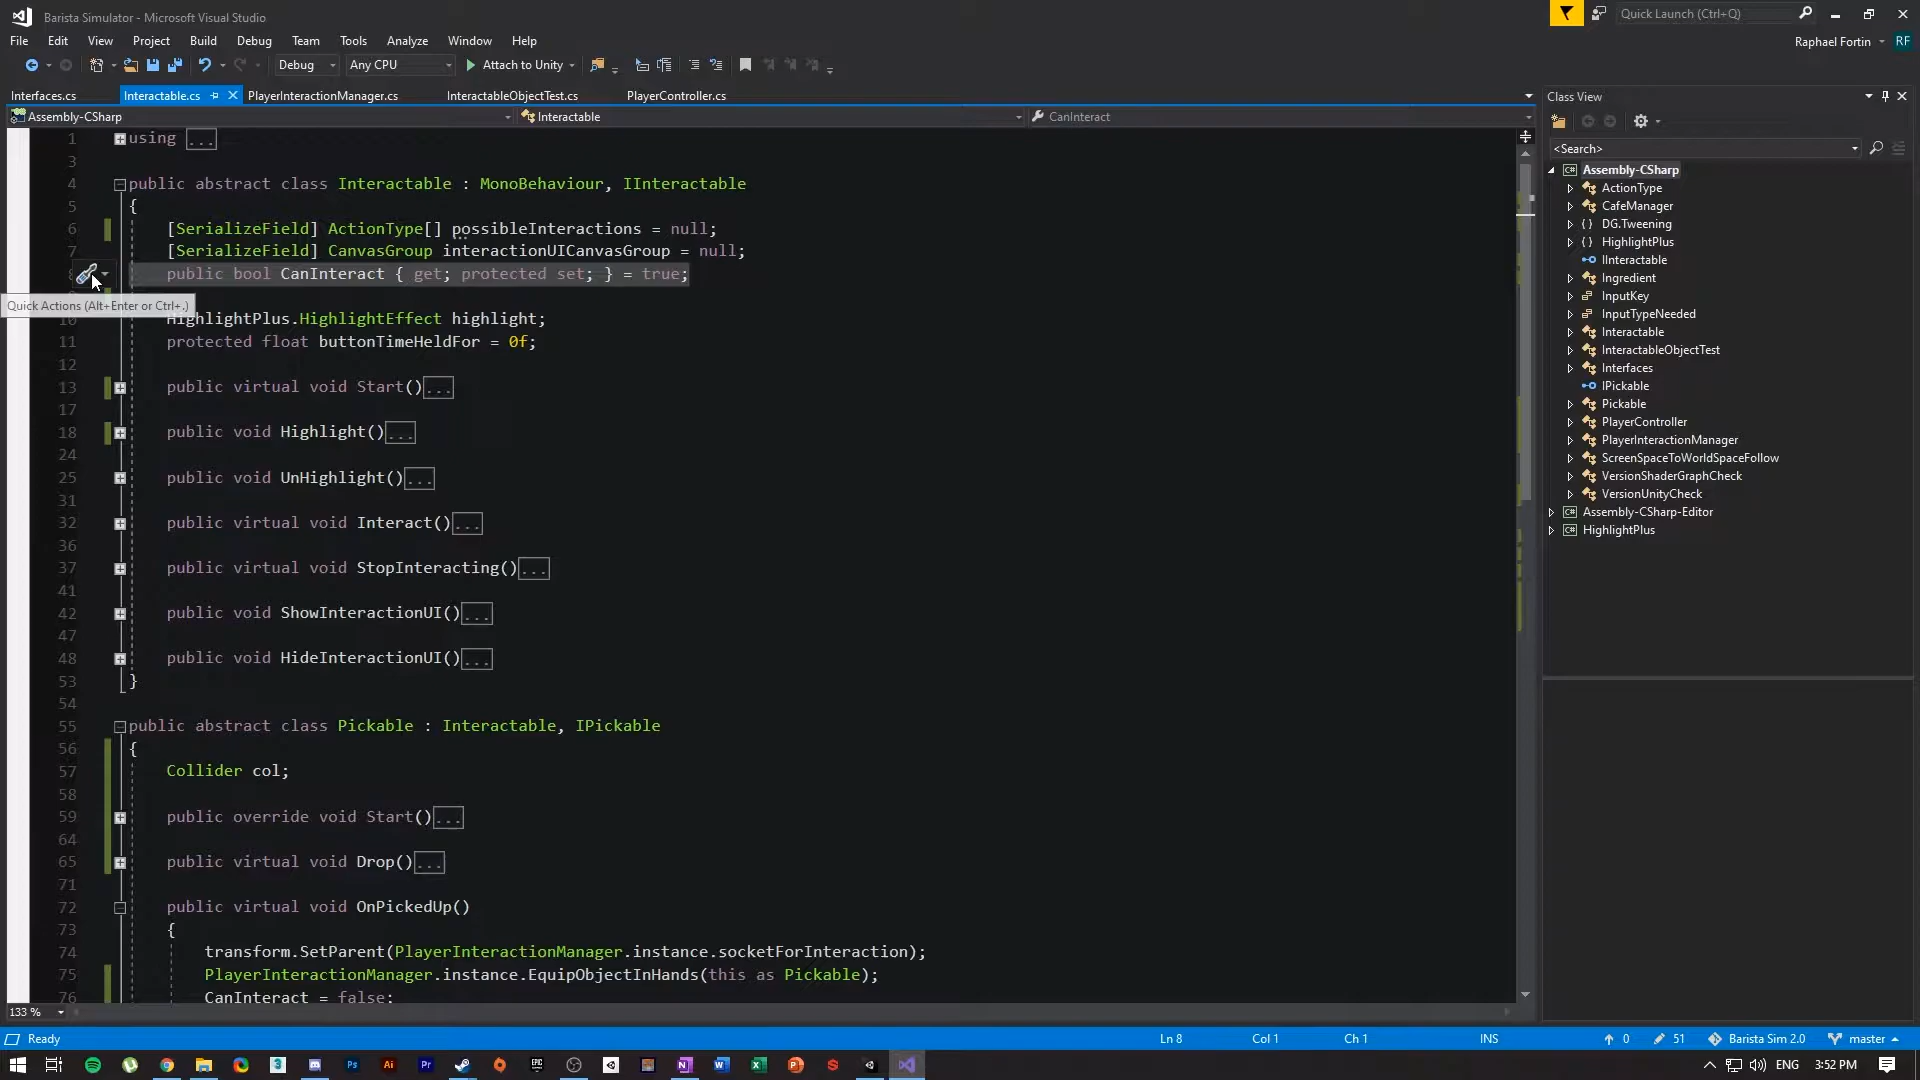 Barista Simulator - Microsoft Visual Studio
Quick Launch (Ctrl+Q)
File Edit View Project Build Debug Team Tools Analyze Window Help
Raphael Fortin RF
Debug Any CPU Attach to Unity
Interfaces.cs Interactable.cs PlayerInteractionManager.cs InteractableObjectTest.cs PlayerController.cs
Assembly-CSharp Interactable CanInteract
1 using ...
3
4 public abstract class Interactable : MonoBehaviour, IInteractable
5 {
6 [SerializeField] ActionType[] possibleInteractions = null;
7 [SerializeField] CanvasGroup interactionUICanvasGroup = null;
8 public bool CanInteract { get; protected set; } = true;
Quick Actions (Alt+Enter or Ctrl+.)
10 HighlightPlus.HighlightEffect highlight;
11 protected float buttonTimeHeldFor = 0f;
12
13 public virtual void Start()...
17
18 public void Highlight()...
24
25 public void UnHighlight()...
31
32 public virtual void Interact()...
36
37 public virtual void StopInteracting()...
41
42 public void ShowInteractionUI()...
47
48 public void HideInteractionUI()...
53 }
54
55 public abstract class Pickable : Interactable, IPickable
56 {
57 Collider col;
58
59 public override void Start()...
64
65 public virtual void Drop()...
71
72 public virtual void OnPickedUp()
73 {
74 transform.SetParent(PlayerInteractionManager.instance.socketForInteraction);
75 PlayerInteractionManager.instance.EquipObjectInHands(this as Pickable);
76 CanInteract = false;
133 %
Class View
<Search>
Assembly-CSharp
ActionType
CafeManager
DG.Tweening
HighlightPlus
IInteractable
Ingredient
InputKey
InputTypeNeeded
Interactable
InteractableObjectTest
Interfaces
IPickable
Pickable
PlayerController
PlayerInteractionManager
ScreenSpaceToWorldSpaceFollow
VersionShaderGraphCheck
VersionUnityCheck
Assembly-CSharp-Editor
HighlightPlus
Ready Ln 8 Col 1 Ch 1 INS 0 51 Barista Sim 2.0 master
ENG 3:52 PM